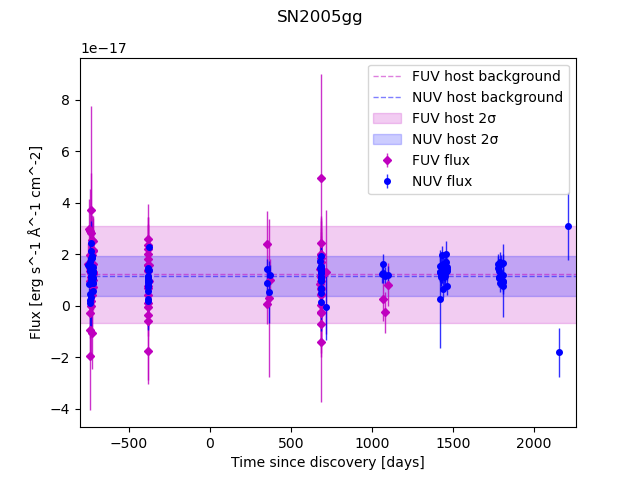 SN2005gg
1e−17
FUV host background
NUV host background
FUV host 2σ
NUV host 2σ
FUV flux
NUV flux
8
6
4
2
0
−2
−4
Flux [erg s^-1 Å^-1 cm^-2]
−500 0 500 1000 1500 2000
Time since discovery [days]